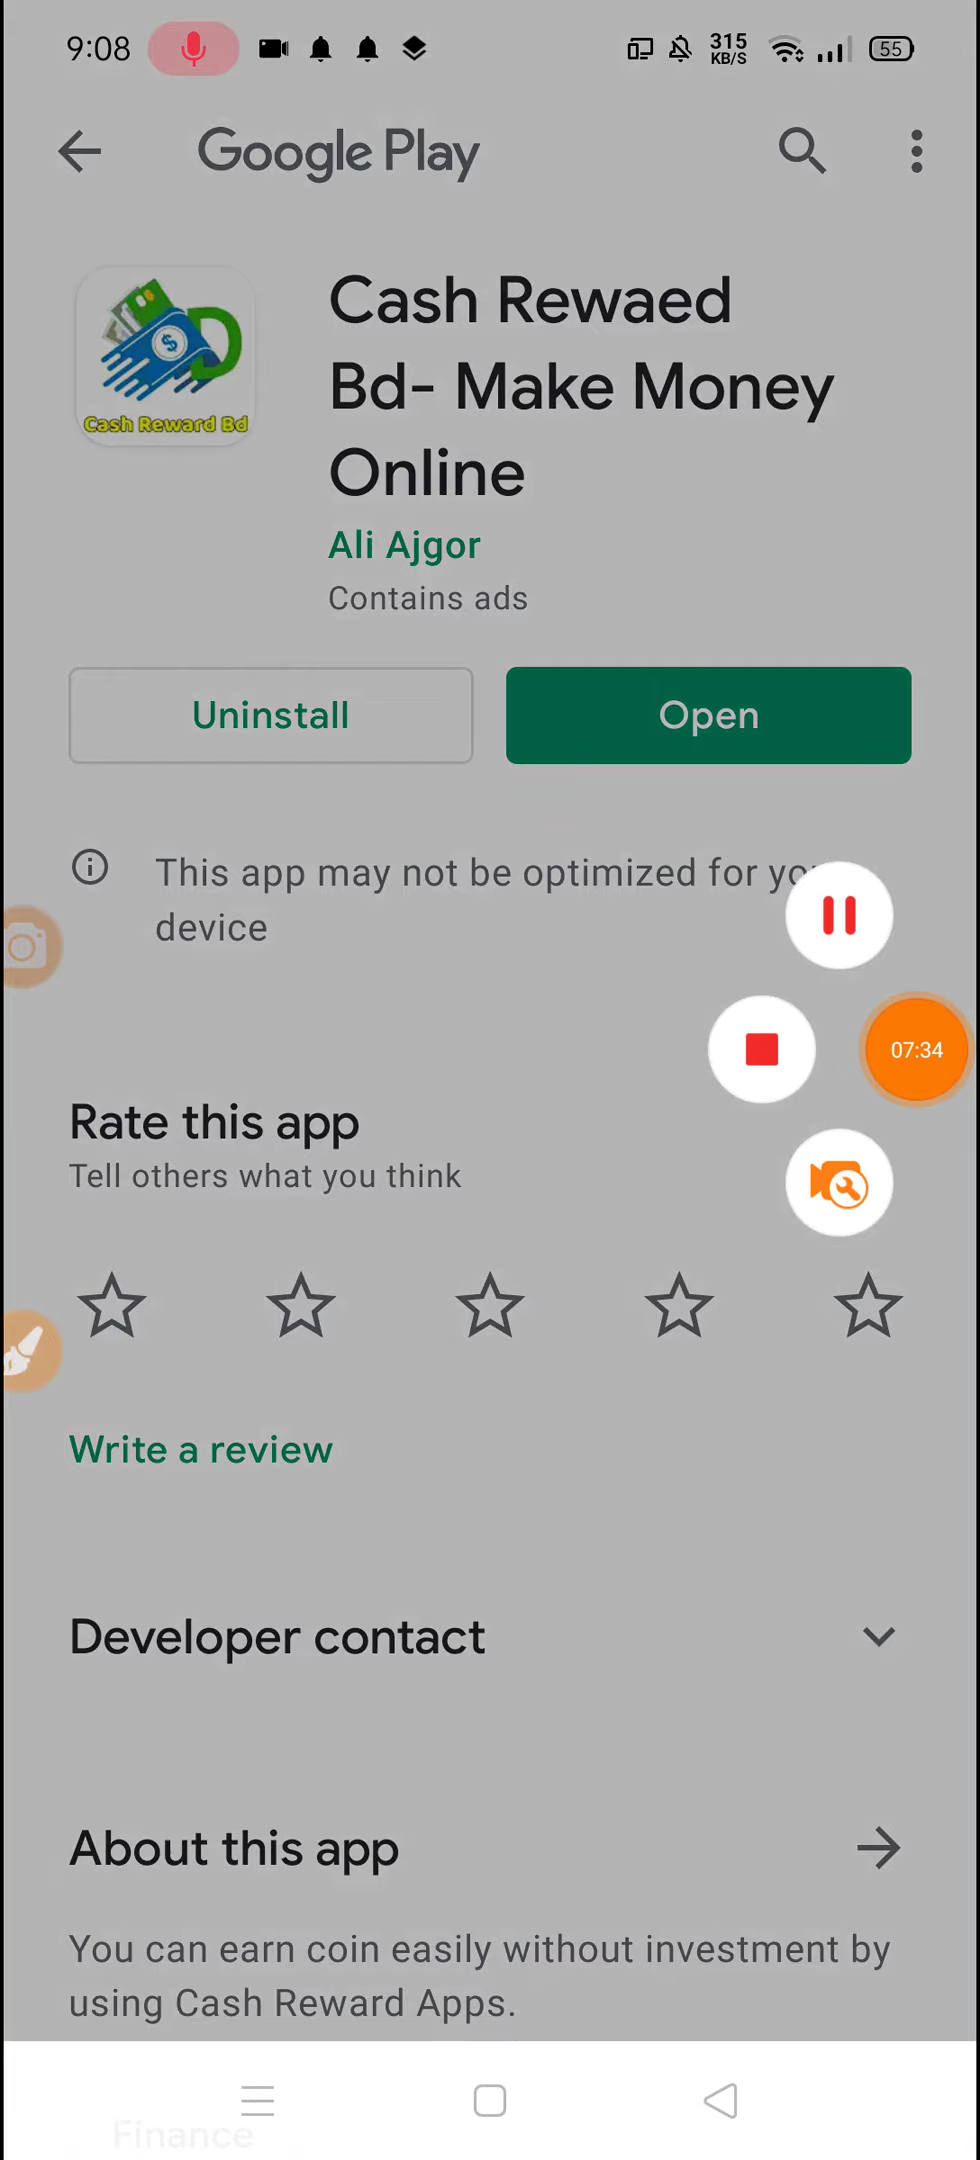 9:08
315
KB/S
55
Google Play
Cash Rewaed
Bd- Make Money
Online
Cash Reward Bd
Ali Ajgor
Contains ads
Uninstall
Open
This app may not be optimized for
device
07:34
Rate this app
Tell others what you think
Write a review
Developer contact
About this app
You can earn coin easily without investment by
using Cash Reward Apps.
Finance